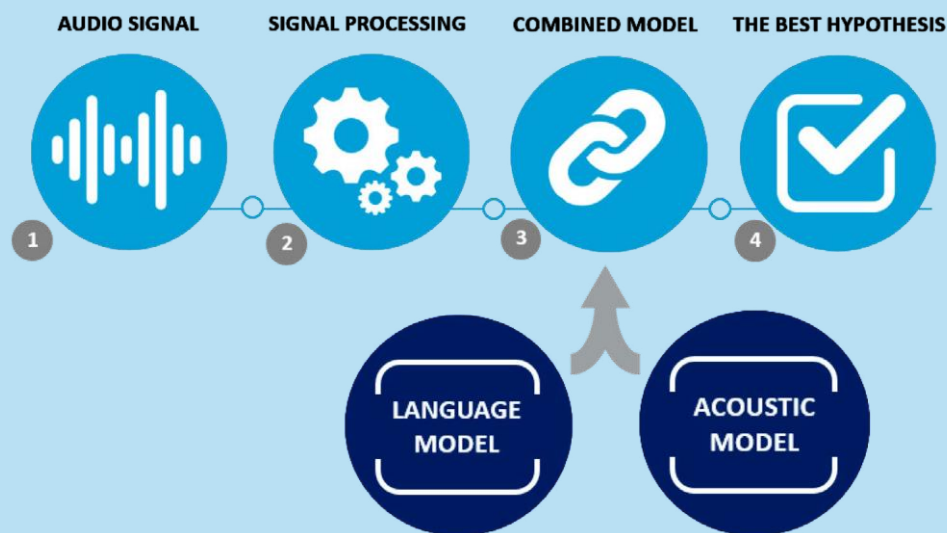 AUDIO SIGNAL
SIGNAL PROCESSING
COMBINED MODEL
THE BEST HYPOTHESIS
1
2
3
4
LANGUAGE
MODEL
ACOUSTIC
MODEL